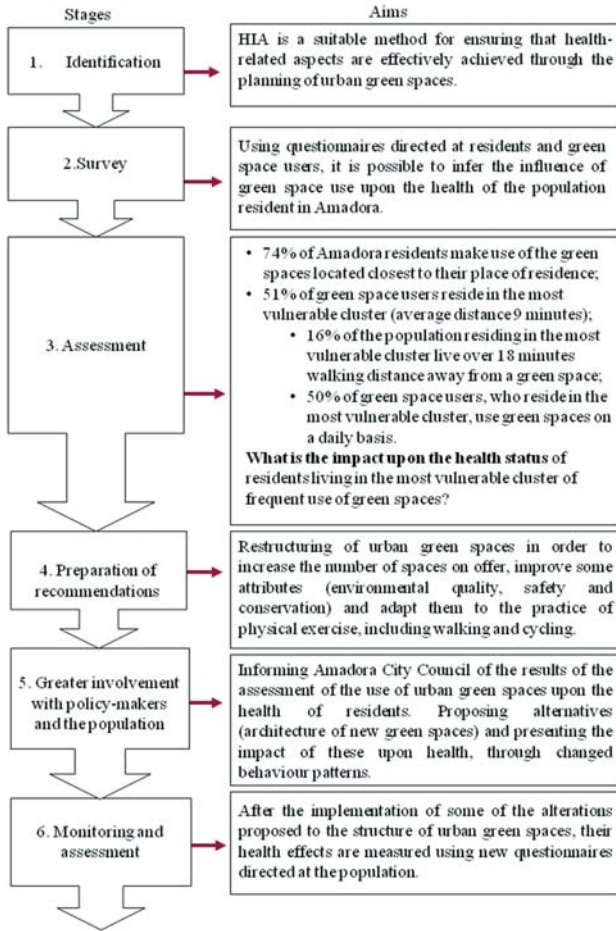 Stages
Aims
1. Identification
HIA is a suitable method for ensuring that health-
related aspects are effectively achieved through the
planning of urban green spaces.
2.Survey
Using questionnaires directed at residents and green
space users, it is possible to infer the influence of
green space use upon the health of the population
resident in Amadora.
3. Assessment
• 74% of Amadora residents make use of the green
spaces located closest to their place of residence;
• 51% of green space users reside in the most
vulnerable cluster (average distance 9 minutes);
• 16% of the population residing in the most
vulnerable cluster live over 18 minutes
walking distance away from a green space;
• 50% of green space users, who reside in the
most vulnerable cluster, use green spaces on
a daily basis.
What is the impact upon the health status of
residents living in the most vulnerable cluster of
frequent use of green spaces?
4. Preparation of
recommendations
Restructuring of urban green spaces in order to
increase the number of spaces on offer, improve some
attributes (environmental quality, safety and
conservation) and adapt them to the practice of
physical exercise, including walking and cycling.
5. Greater involvement
with policy-makers
and the population
Informing Amadora City Council of the results of the
assessment of the use of urban green spaces upon the
health of residents. Proposing alternatives
(architecture of new green spaces) and presenting the
impact of these upon health, through changed
behaviour patterns.
6. Monitoring and
assessment
After the implementation of some of the alterations
proposed to the structure of urban green spaces, their
health effects are measured using new questionnaires
directed at the population.